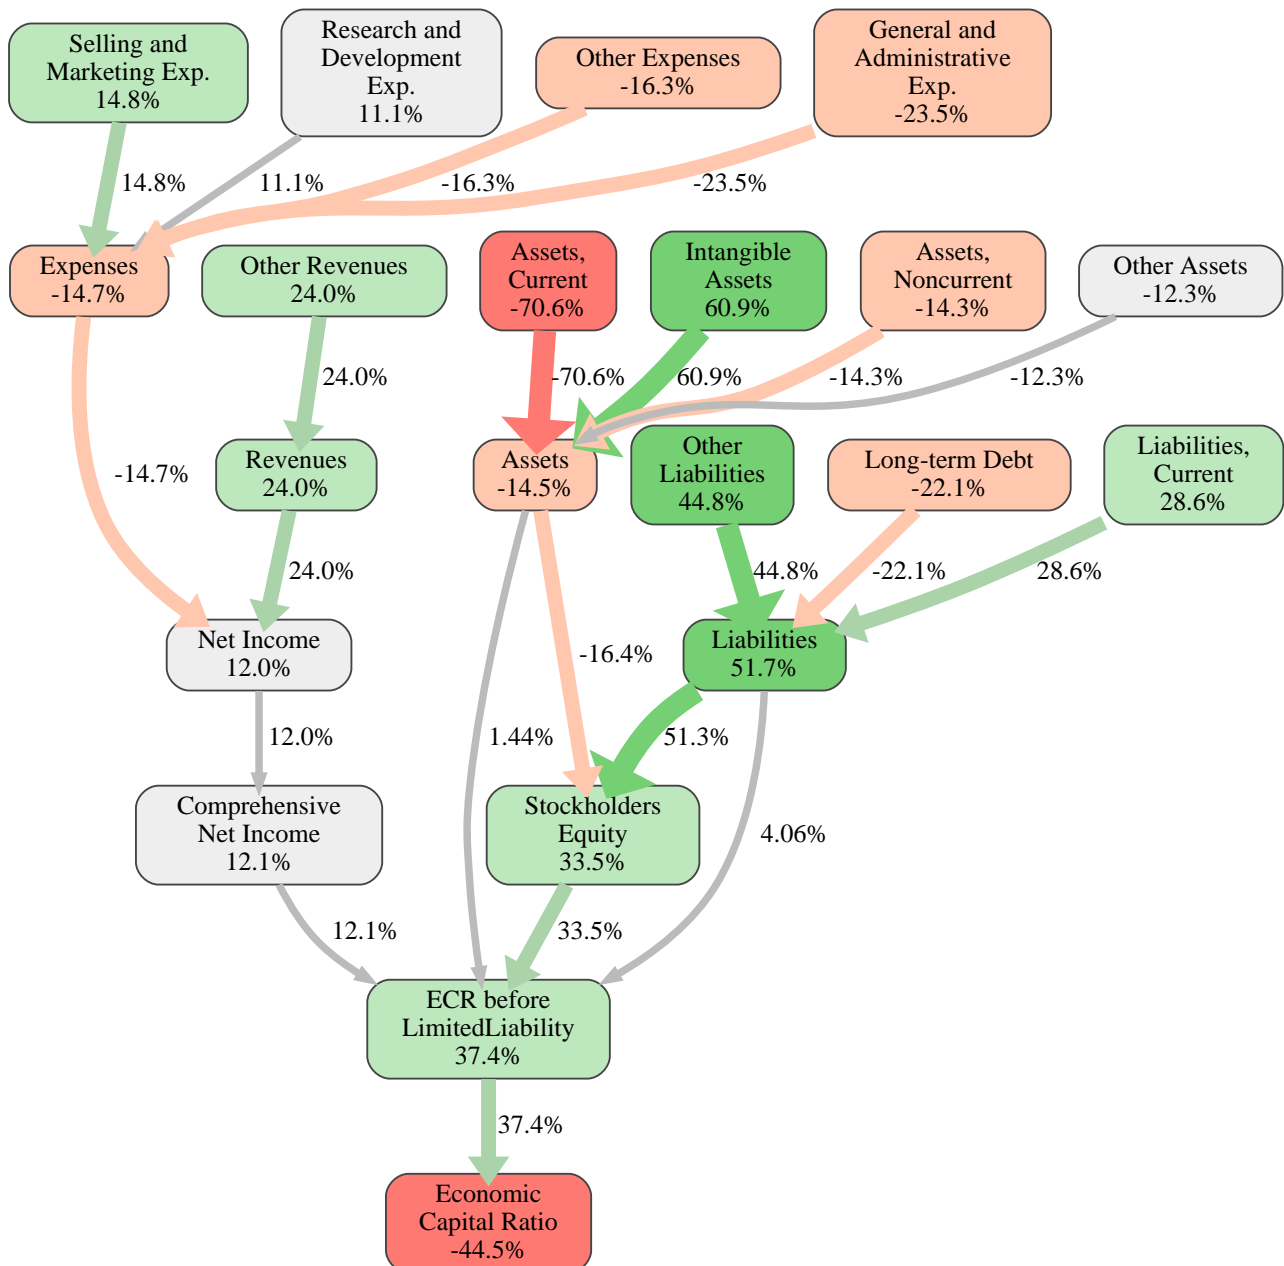 Selling and
Marketing Exp.
14.8%
Research and
Development
Exp.
11.1%
Other Expenses
-16.3%
General and
Administrative
Exp.
-23.5%
14.8%
11.1%
-16.3%
-23.5%
Expenses
-14.7%
Other Revenues
24.0%
Assets,
Current
-70.6%
Intangible
Assets
60.9%
Assets,
Noncurrent
-14.3%
Other Assets
-12.3%
24.0%
-70.6%
60.9%
-14.3%
-12.3%
-14.7%
Revenues
24.0%
Assets
-14.5%
Other
Liabilities
44.8%
Long-term Debt
-22.1%
Liabilities,
Current
28.6%
24.0%
44.8%
-22.1%
28.6%
Net Income
12.0%
-16.4%
Liabilities
51.7%
12.0%
1.44%
51.3%
Comprehensive
Net Income
12.1%
Stockholders
Equity
33.5%
4.06%
12.1%
33.5%
ECR before
LimitedLiability
37.4%
37.4%
Economic
Capital Ratio
-44.5%